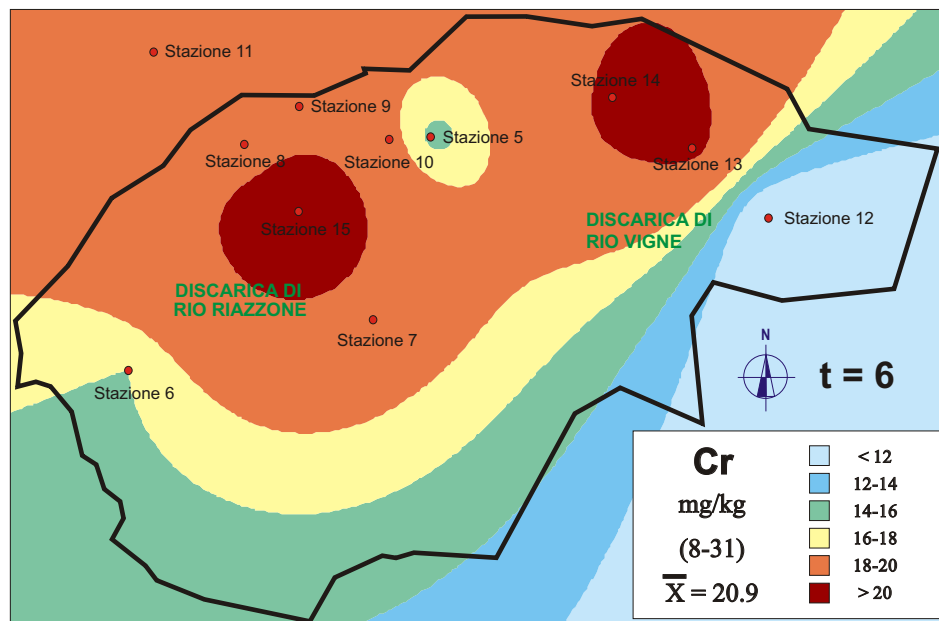 Stazione 11
Stazione 14
Stazione 9
Stazione 5
Stazione 8
Stazione 10
Stazione 13
Stazione 15
DISCARICA DI
RIO VIGNE
Stazione 12
DISCARICA DI
RIO RIAZZONE
Stazione 7
N
t = 6
Stazione 6
Cr
mg/kg
(8-31)
X = 20.9
< 12
12-14
14-16
16-18
18-20
> 20